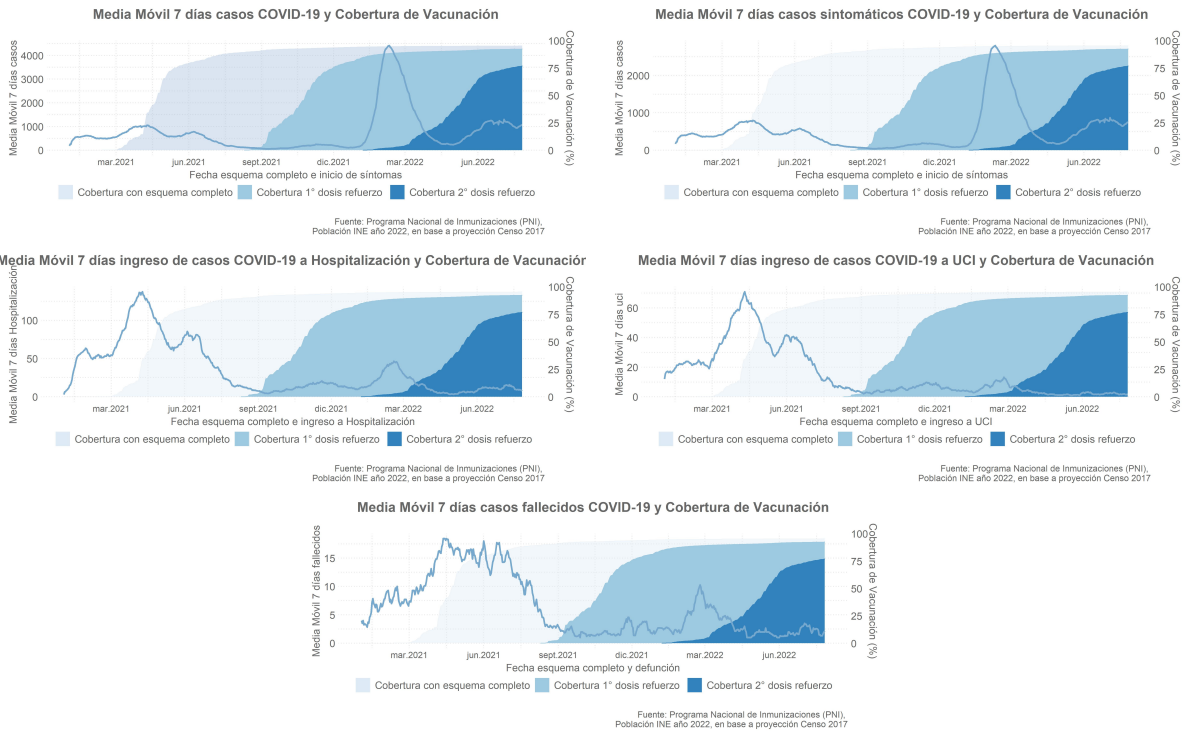 Media Móvil 7 días casos COVID-19 y Cobertura de Vacunación
Media Móvil 7 días casos
4000
3000
2000
1000
0
Cobertura de Vacunación (%)
100
75
50
25
0
mar.2021 jun.2021 sept.2021 dic.2021 mar.2022 jun.2022
Fecha esquema completo e inicio de síntomas
Cobertura con esquema completo Cobertura 1° dosis refuerzo Cobertura 2° dosis refuerzo
Fuente: Programa Nacional de Inmunizaciones (PNI),
Población INE año 2022, en base a proyección Censo 2017
Media Móvil 7 días casos sintomáticos COVID-19 y Cobertura de Vacunación
Media Móvil 7 días casos
2000
1000
0
Cobertura de Vacunación (%)
100
75
50
25
0
mar.2021 jun.2021 sept.2021 dic.2021 mar.2022 jun.2022
Fecha esquema completo e inicio de síntomas
Cobertura con esquema completo Cobertura 1° dosis refuerzo Cobertura 2° dosis refuerzo
Fuente: Programa Nacional de Inmunizaciones (PNI),
Población INE año 2022, en base a proyección Censo 2017
Media Móvil 7 días ingreso de casos COVID-19 a Hospitalización y Cobertura de Vacunación
Media Móvil 7 días Hospitalización
100
50
0
Cobertura de Vacunación (%)
100
75
50
25
0
mar.2021 jun.2021 sept.2021 dic.2021 mar.2022 jun.2022
Fecha esquema completo e ingreso a Hospitalización
Cobertura con esquema completo Cobertura 1° dosis refuerzo Cobertura 2° dosis refuerzo
Fuente: Programa Nacional de Inmunizaciones (PNI),
Población INE año 2022, en base a proyección Censo 2017
Media Móvil 7 días ingreso de casos COVID-19 a UCI y Cobertura de Vacunación
Media Móvil 7 días uci
60
40
20
0
Cobertura de Vacunación (%)
100
75
50
25
0
mar.2021 jun.2021 sept.2021 dic.2021 mar.2022 jun.2022
Fecha esquema completo e ingreso a UCI
Cobertura con esquema completo Cobertura 1° dosis refuerzo Cobertura 2° dosis refuerzo
Fuente: Programa Nacional de Inmunizaciones (PNI),
Población INE año 2022, en base a proyección Censo 2017
Media Móvil 7 días casos fallecidos COVID-19 y Cobertura de Vacunación
Media Móvil 7 días fallecidos
15
10
5
0
Cobertura de Vacunación (%)
100
75
50
25
0
mar.2021 jun.2021 sept.2021 dic.2021 mar.2022 jun.2022
Fecha esquema completo y defunción
Cobertura con esquema completo Cobertura 1° dosis refuerzo Cobertura 2° dosis refuerzo
Fuente: Programa Nacional de Inmunizaciones (PNI),
Población INE año 2022, en base a proyección Censo 2017